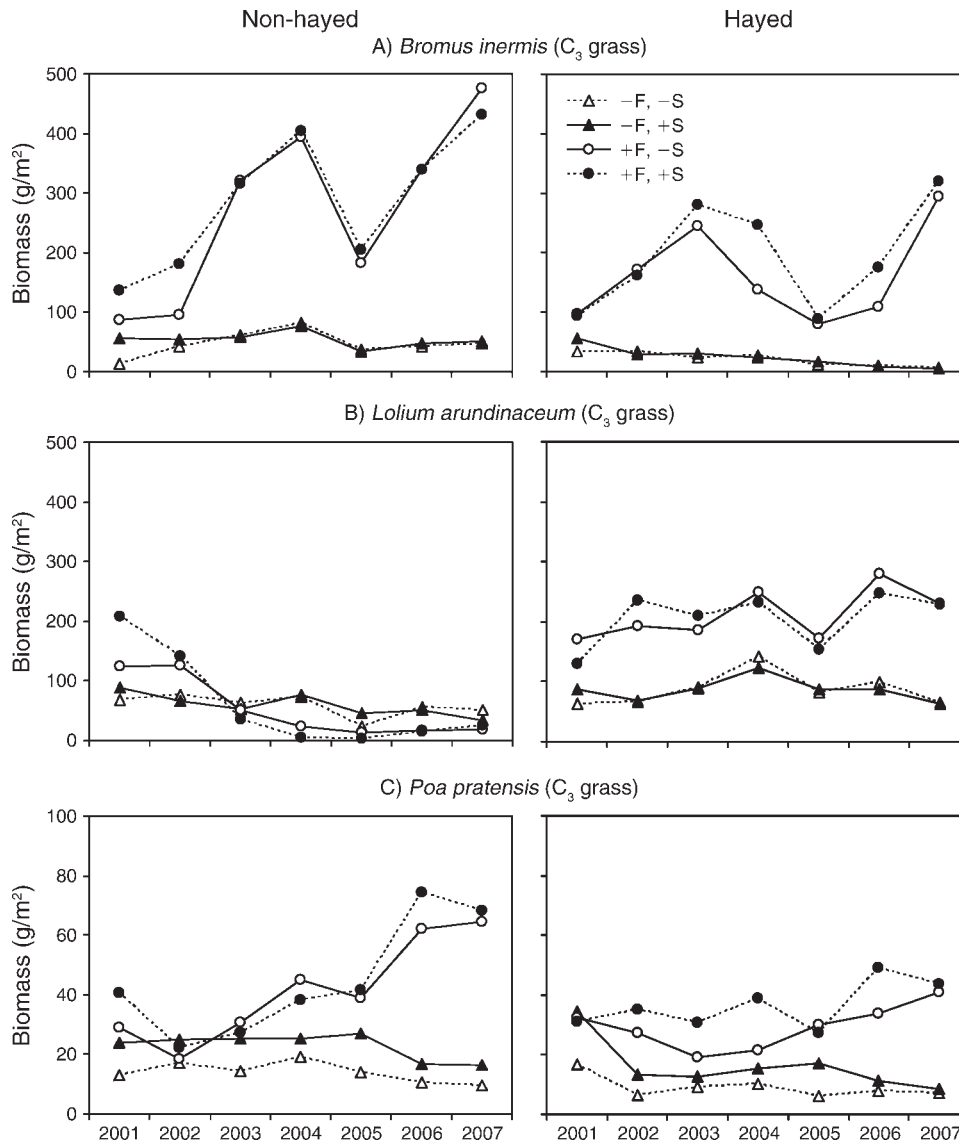 Non-hayed Hayed
A) Bromus inermis (C3 grass)
500
400
300
200
100
0
Biomass (g/m²)
−F, −S
−F, +S
+F, −S
+F, +S
B) Lolium arundinaceum (C3 grass)
500
400
300
200
100
0
Biomass (g/m²)
C) Poa pratensis (C3 grass)
100
80
60
40
20
0
Biomass (g/m²)
2001 2002 2003 2004 2005 2006 2007 2001 2002 2003 2004 2005 2006 2007